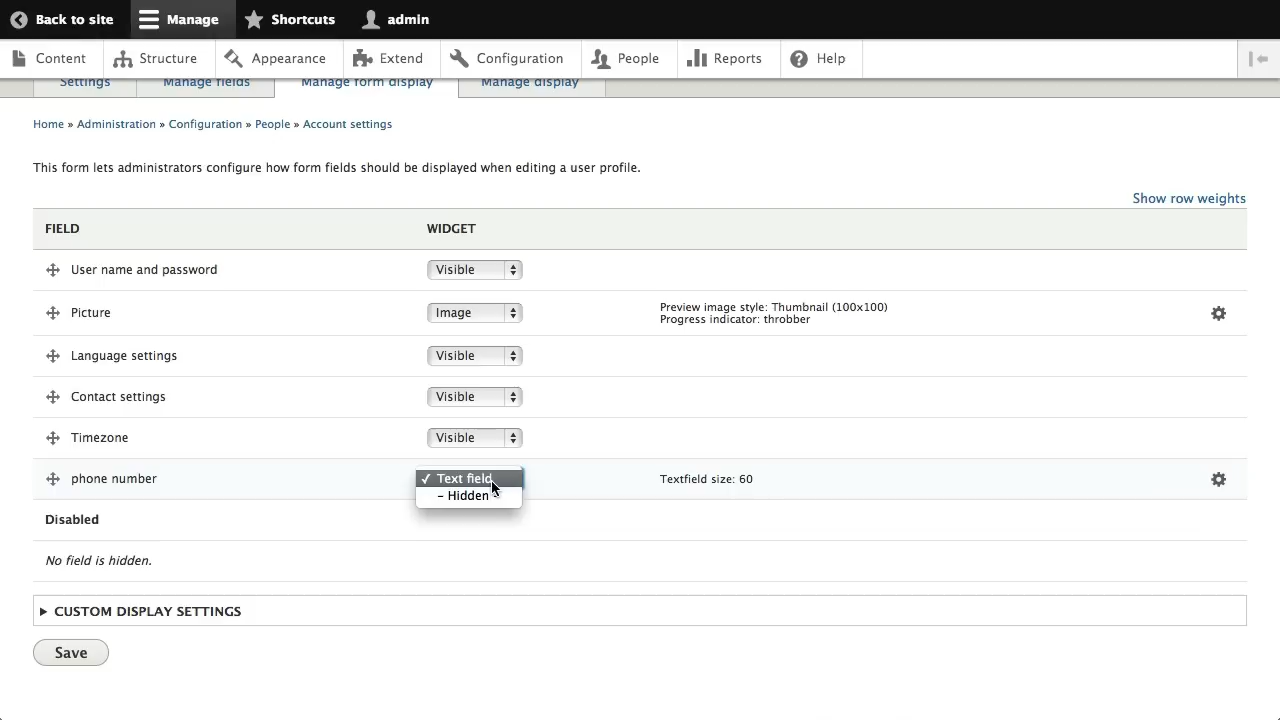 Back to site Manage Shortcuts admin
Content Structure Appearance Extend Configuration People Reports Help
Settings Manage fields Manage form display Manage display
Home » Administration » Configuration » People » Account settings
This form lets administrators configure how form fields should be displayed when editing a user profile.
Show row weights
FIELD WIDGET
User name and password Visible
Picture Image Preview image style: Thumbnail (100x100)
Progress indicator: throbber
Language settings Visible
Contact settings Visible
Timezone Visible
phone number ✓ Text field Textfield size: 60
– Hidden
Disabled
No field is hidden.
CUSTOM DISPLAY SETTINGS
Save